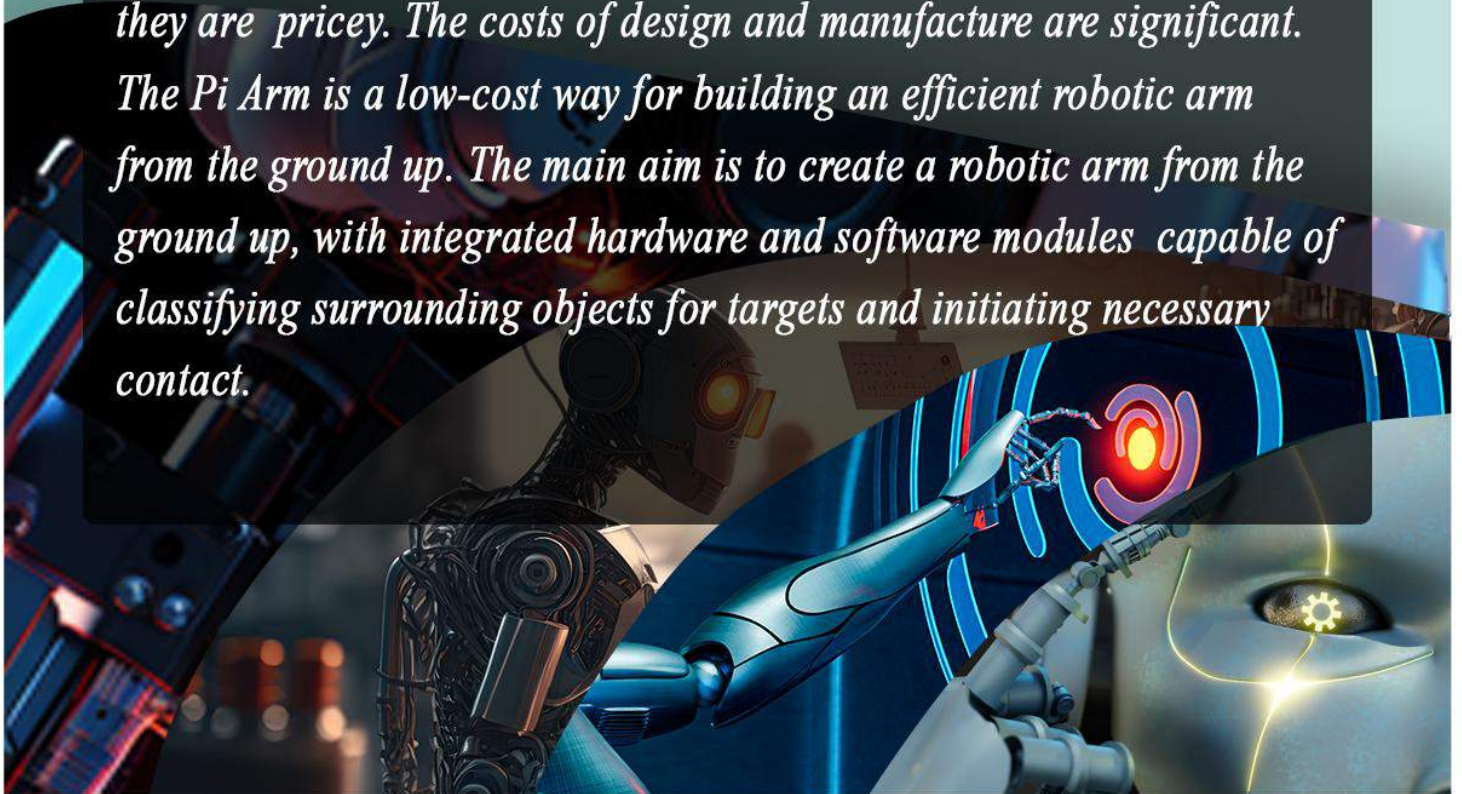 they are  pricey. The costs of design and manufacture are significant.
The Pi Arm is a low-cost way for building an efficient robotic arm
from the ground up. The main aim is to create a robotic arm from the
ground up, with integrated hardware and software modules  capable of
classifying surrounding objects for targets and initiating necessary
contact.